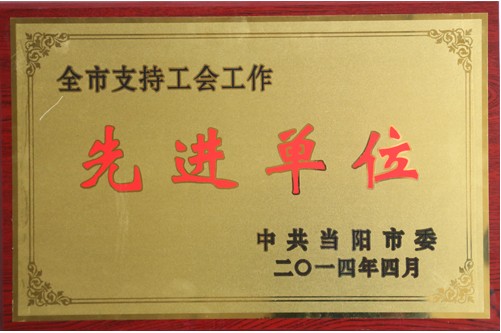 全市支持工会工作
先进单位
中共当阳市委
二〇一四年四月